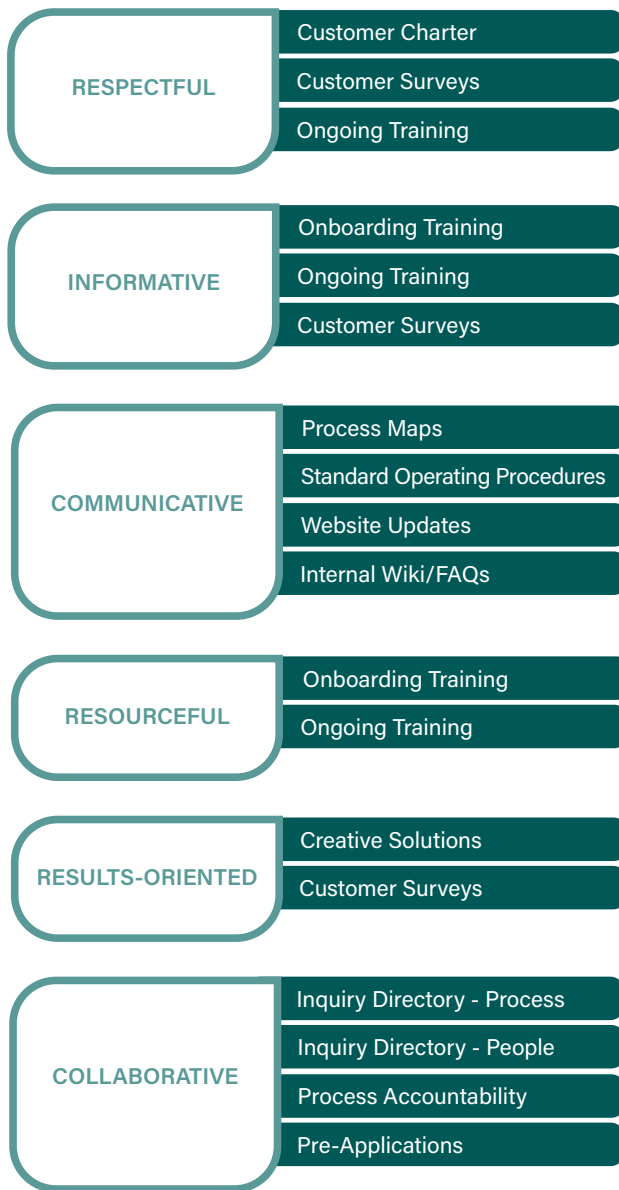 RESPECTFUL
Customer Charter
Customer Surveys
Ongoing Training
INFORMATIVE
Onboarding Training
Ongoing Training
Customer Surveys
COMMUNICATIVE
Process Maps
Standard Operating Procedures
Website Updates
Internal Wiki/FAQs
RESOURCEFUL
Onboarding Training
Ongoing Training
RESULTS-ORIENTED
Creative Solutions
Customer Surveys
COLLABORATIVE
Inquiry Directory - Process
Inquiry Directory - People
Process Accountability
Pre-Applications